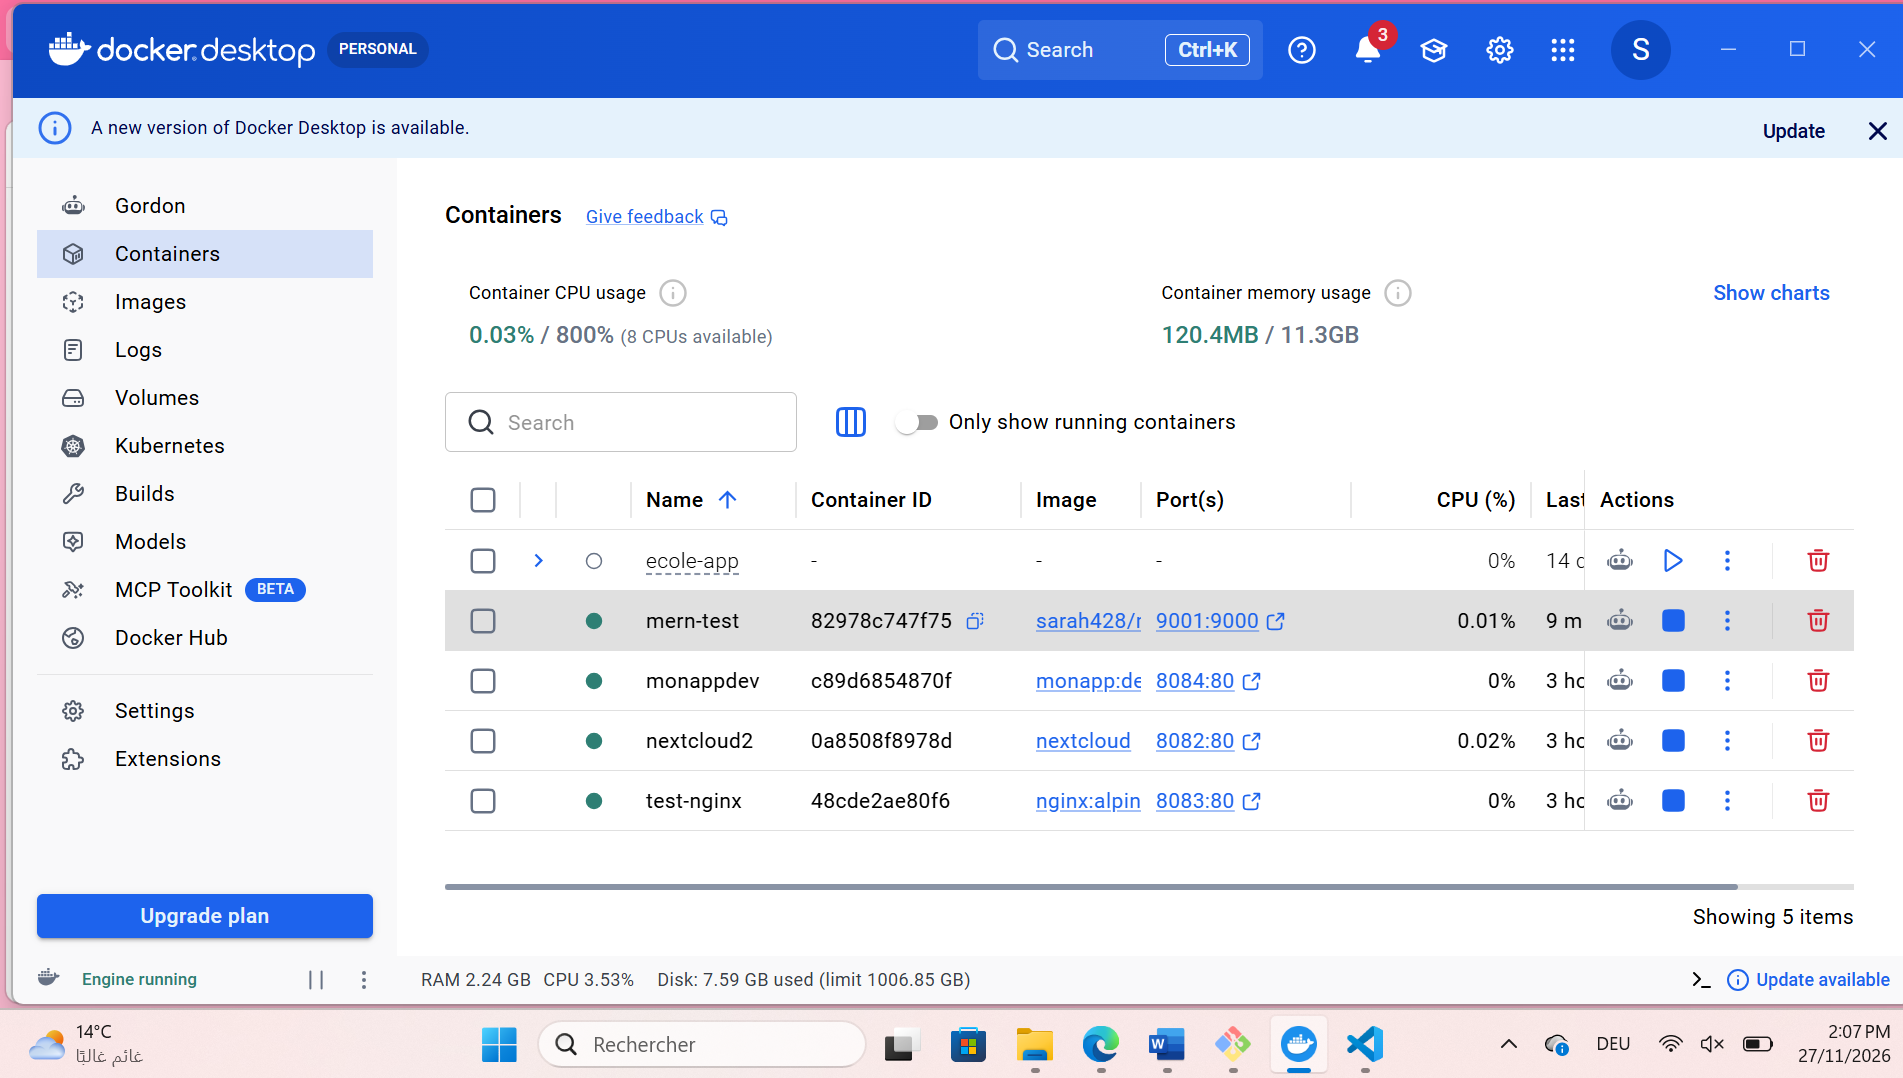 docker.desktop PERSONAL
Search Ctrl+K
3
S
A new version of Docker Desktop is available.
Update
Gordon
Containers
Images
Logs
Volumes
Kubernetes
Builds
Models
MCP Toolkit BETA
Docker Hub
Settings
Extensions
Upgrade plan
Containers Give feedback
Container CPU usage
0.03% / 800% (8 CPUs available)
Container memory usage
120.4MB / 11.3GB
Show charts
Search
Only show running containers
Name Container ID Image Port(s) CPU (%) Last Actions
ecole-app - - - 0% 14 c
mern-test 82978c747f75 sarah428/r 9001:9000 0.01% 9 m
monappdev c89d6854870f monapp:de 8084:80 0% 3 hc
nextcloud2 0a8508f8978d nextcloud 8082:80 0.02% 3 hc
test-nginx 48cde2ae80f6 nginx:alpin 8083:80 0% 3 hc
Showing 5 items
Engine running
RAM 2.24 GB CPU 3.53% Disk: 7.59 GB used (limit 1006.85 GB)
Update available
14°C
غائم غالبًا
Rechercher
DEU
2:07 PM
27/11/2026